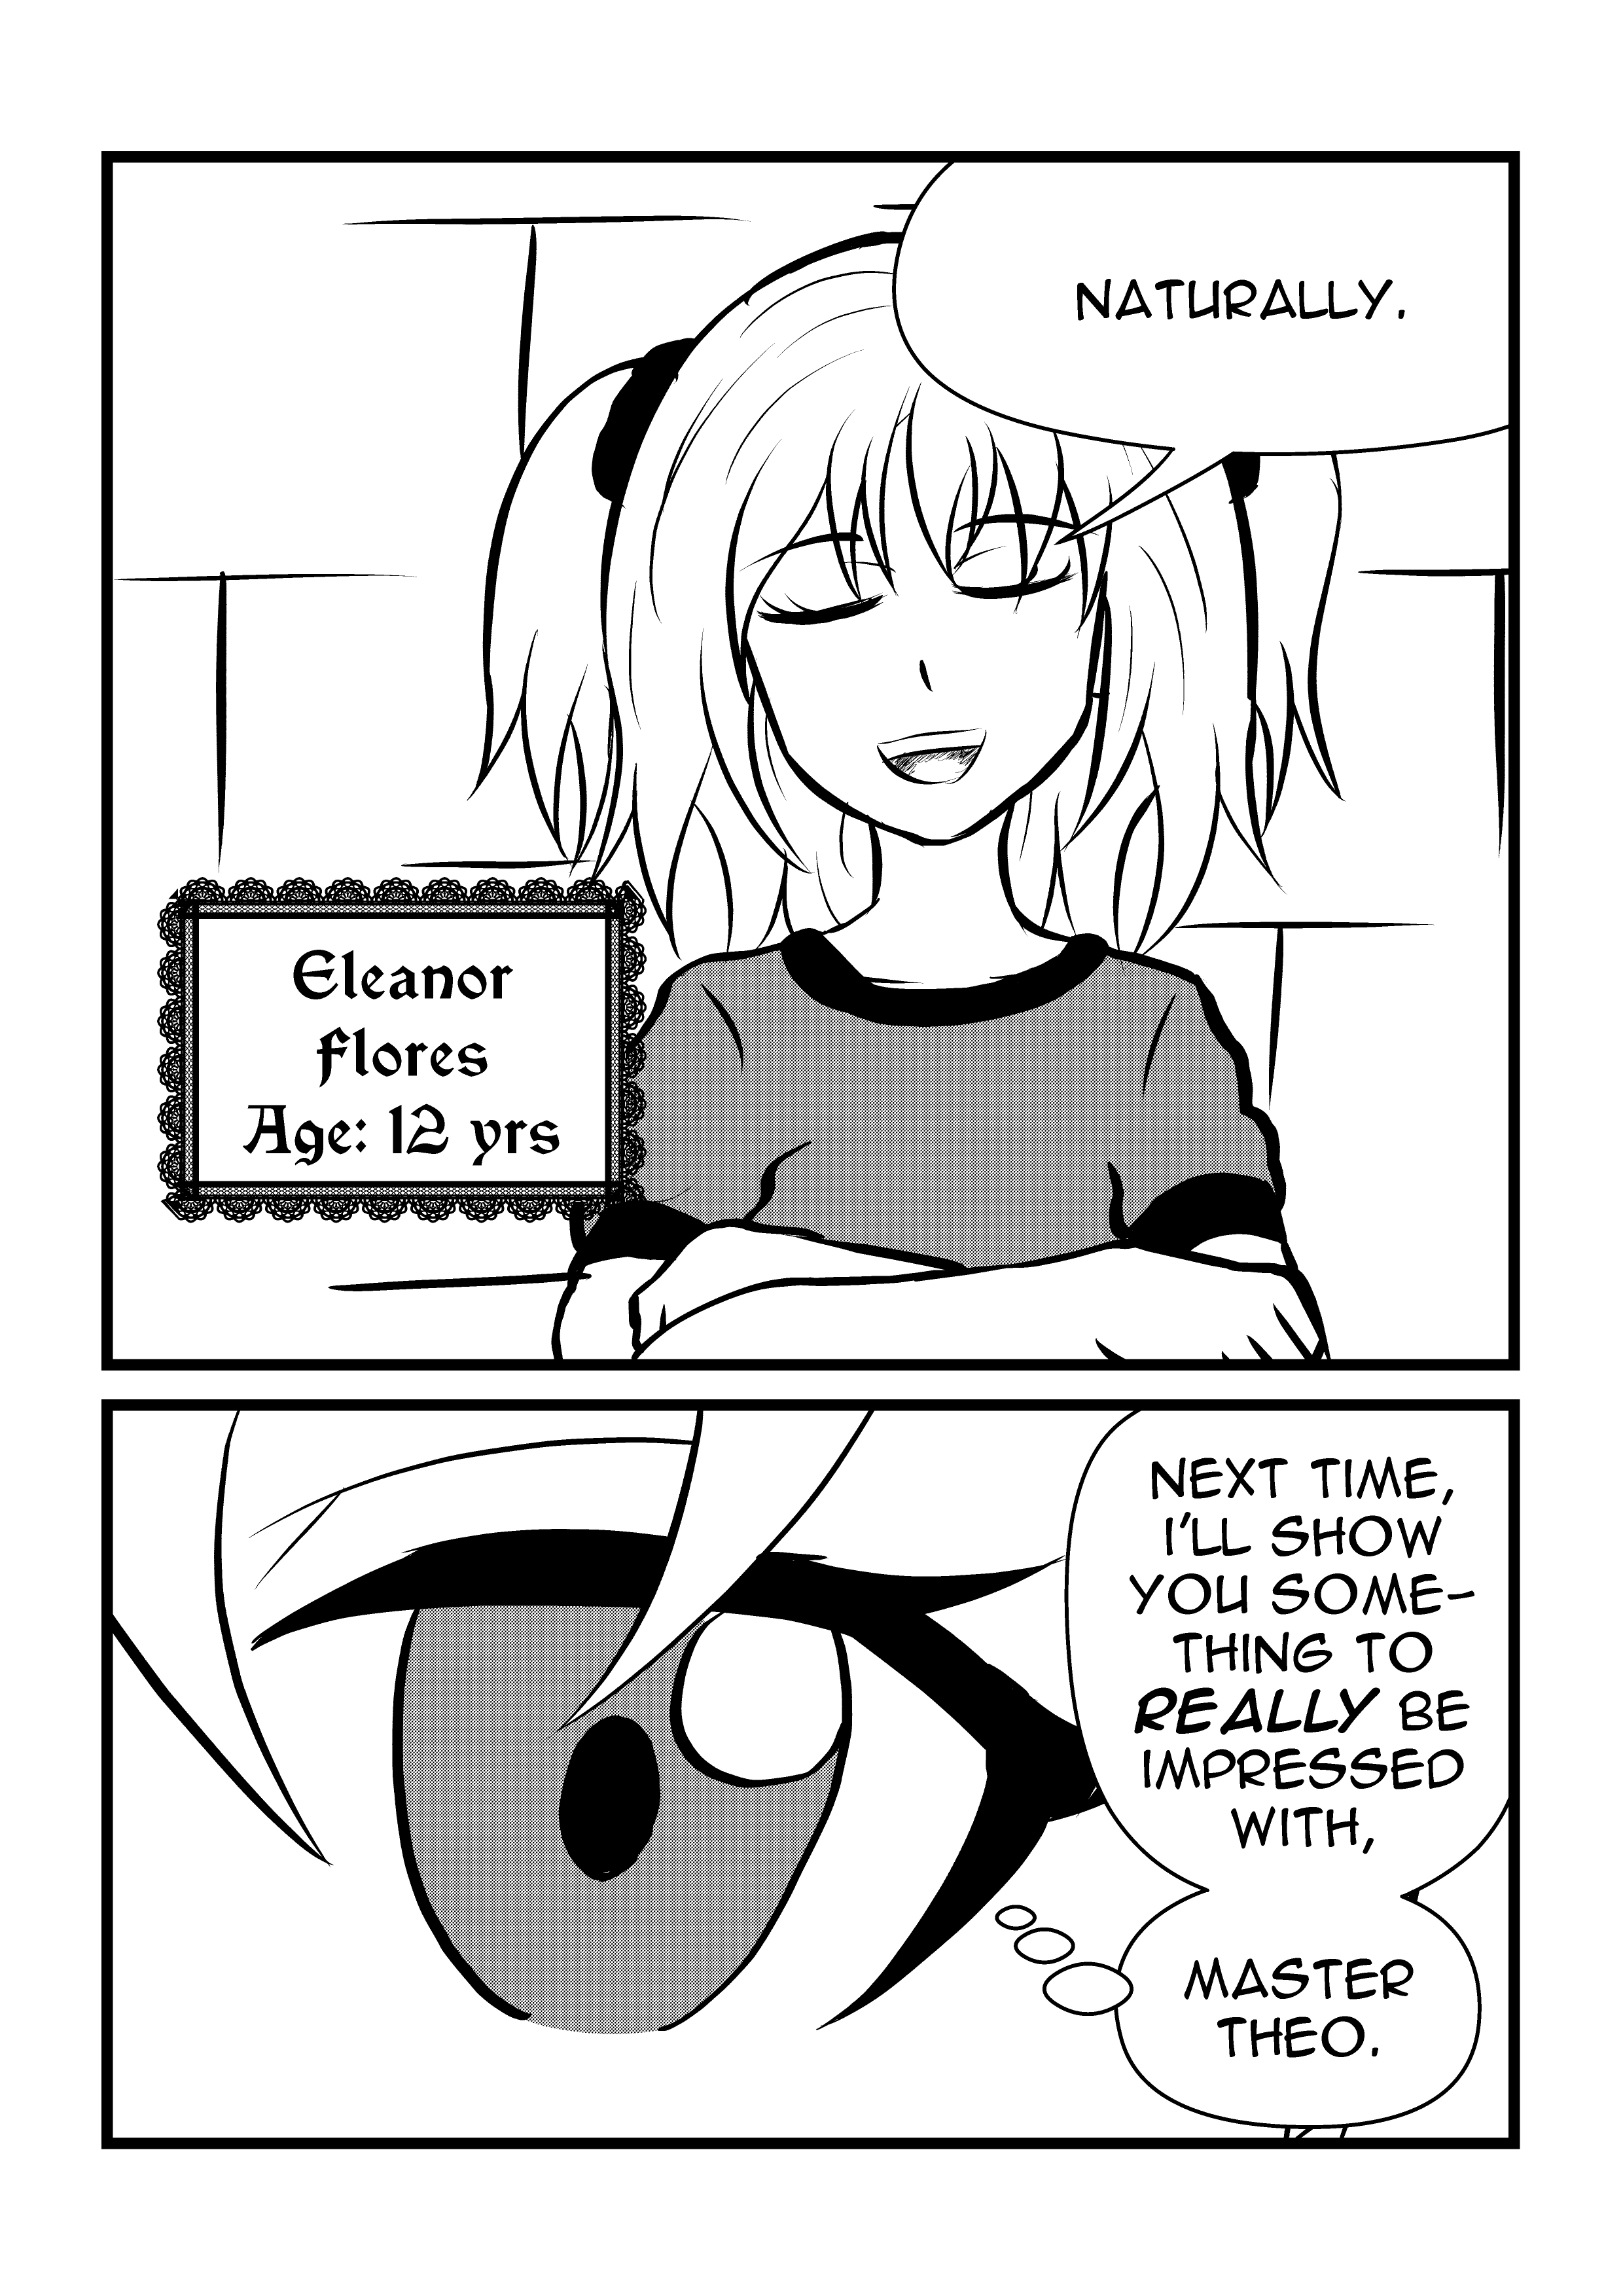 NATURALLY.
Eleanor
Flores
Age: 12 yrs
NEXT TIME,
I'LL SHOW
YOU SOME-
THING TO
REALLY BE
IMPRESSED
WITH,
MASTER
THEO.